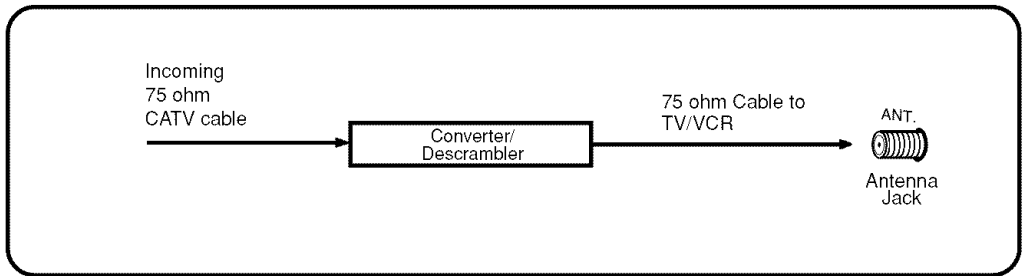 Incoming
75 ohm
CATV cable
Converter/
Descrambler
75 ohm Cable to
TV/VCR
ANT.
Antenna
Jack